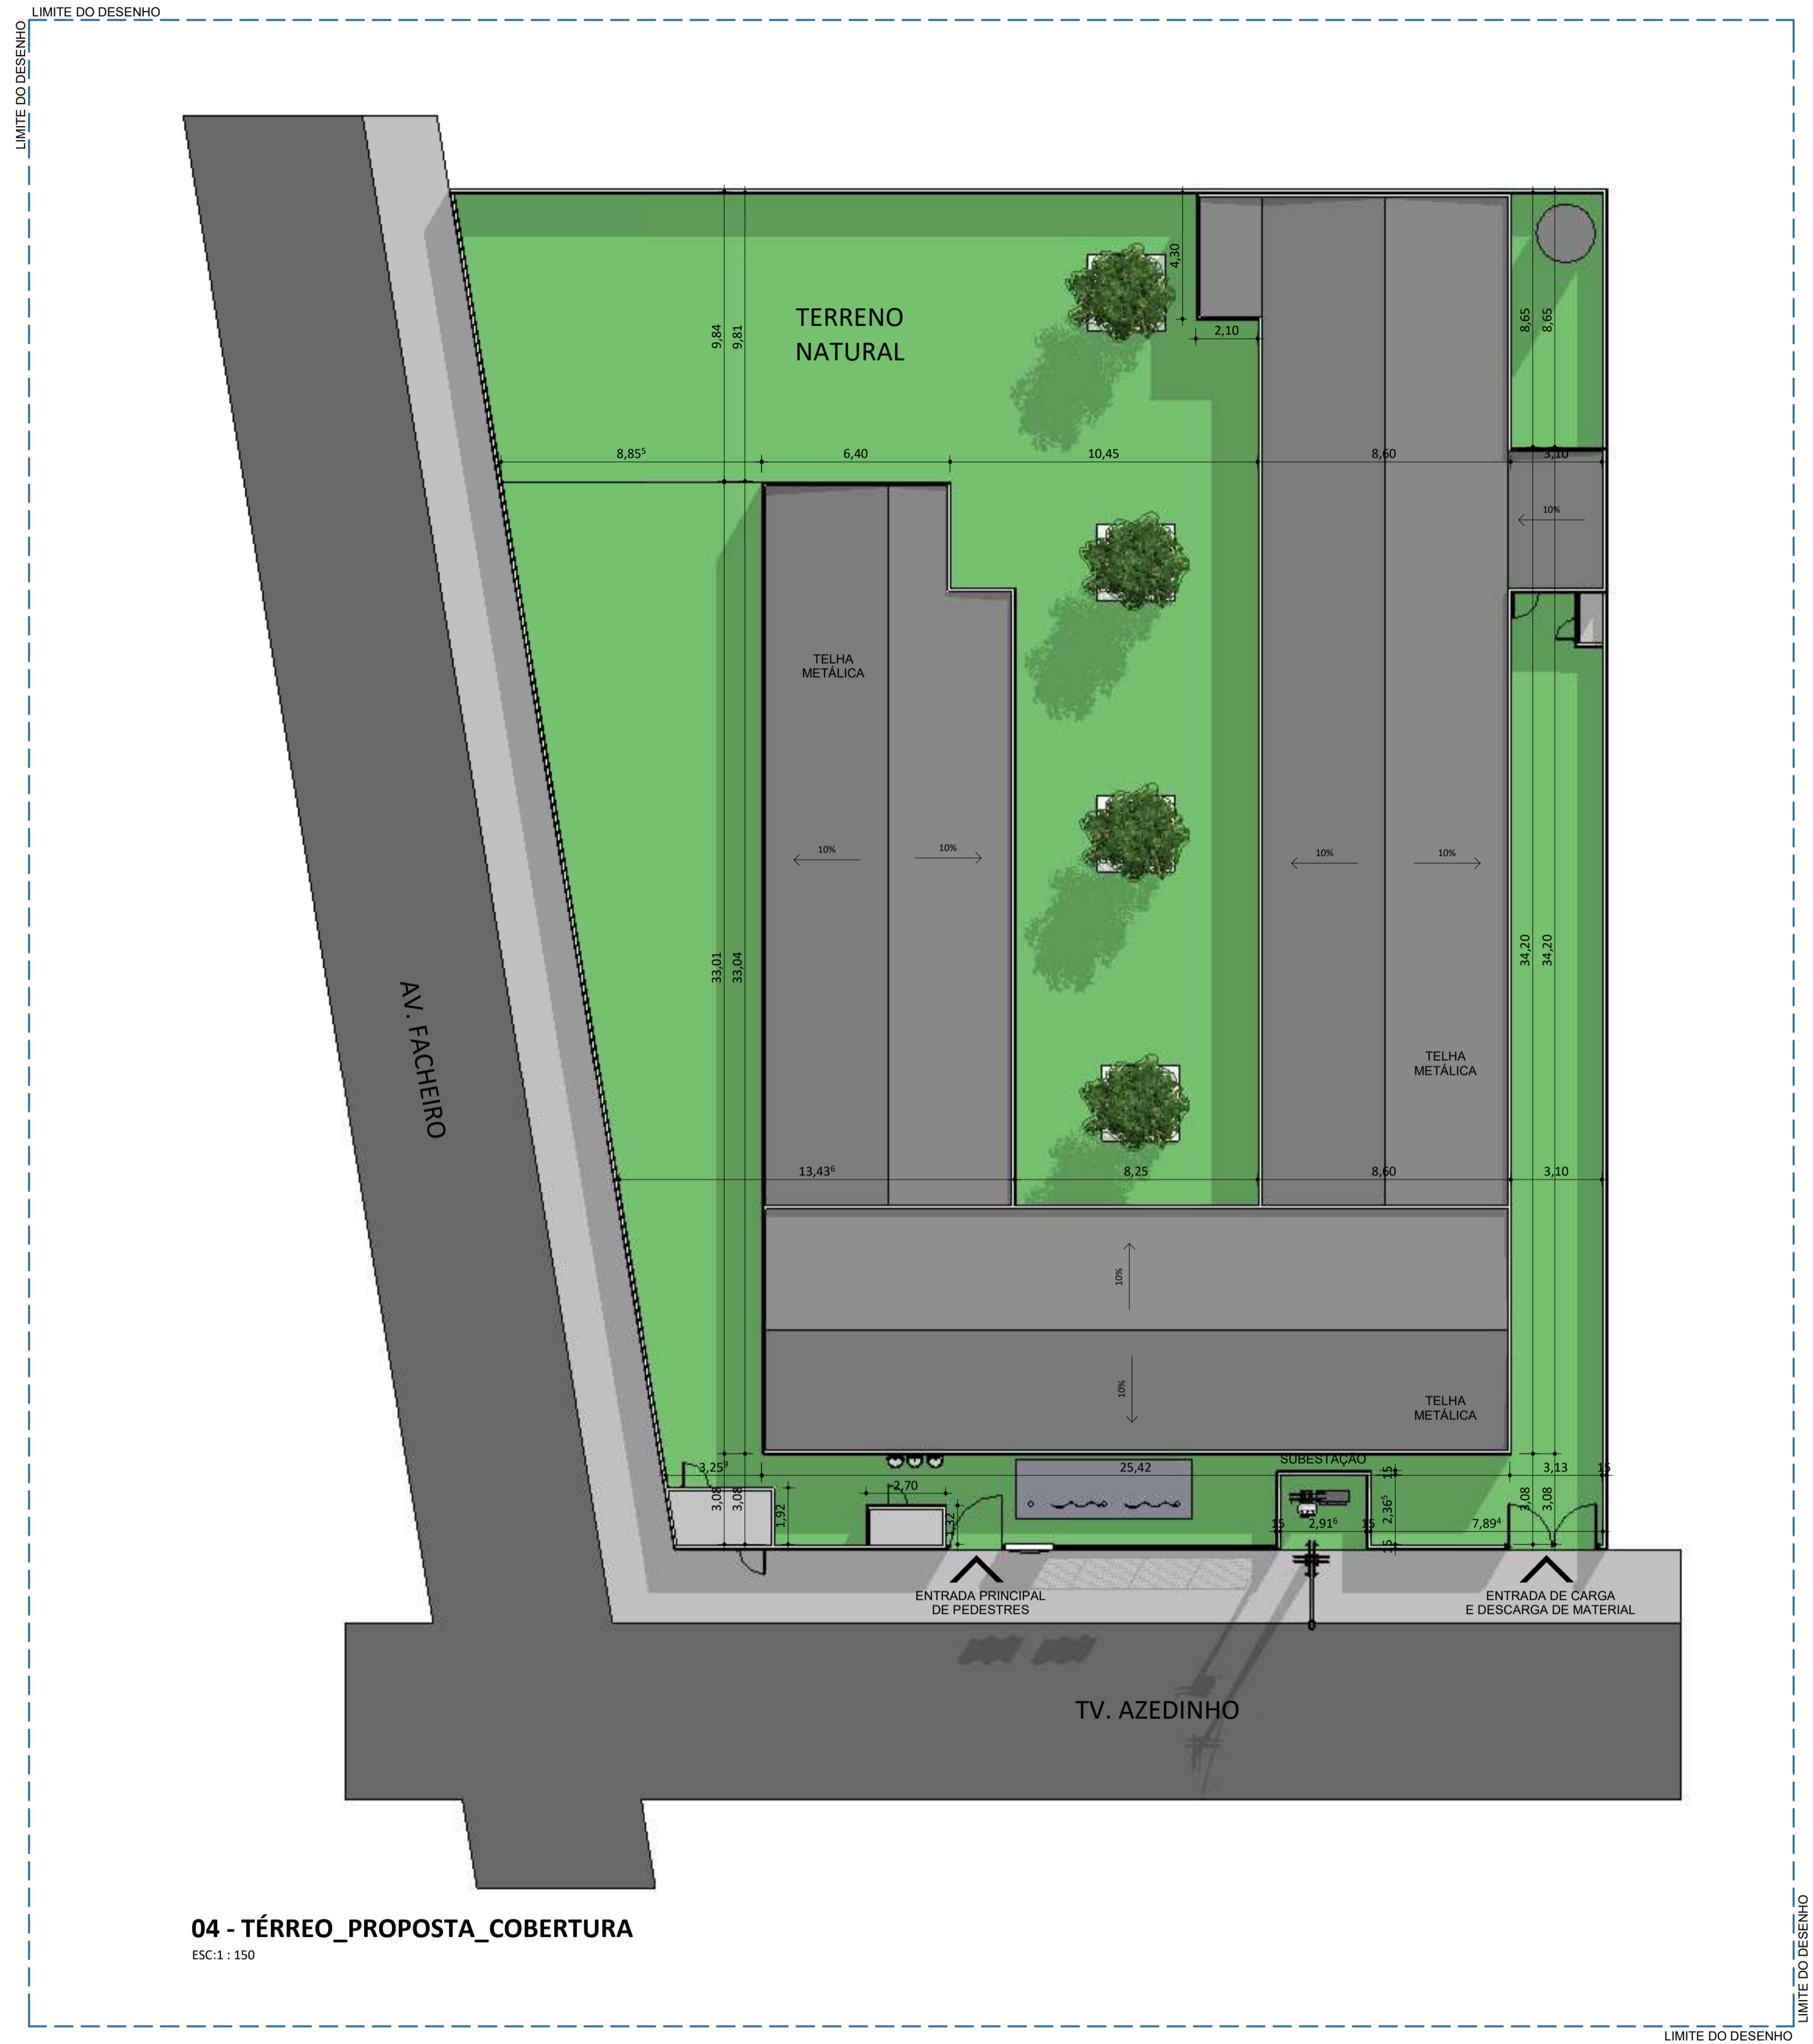 LIMITE DO DESENHO
LIMITE DO DESENHO
TERRENO
NATURAL
4,30
2,10
9,84
9,81
8,65
8,65
8,85⁵
6,40
10,45
8,60
3,10
10%
TELHA
METÁLICA
10%
10%
10%
10%
33,01
33,04
34,20
34,20
AV. FACHEIRO
TELHA
METÁLICA
13,43⁶
8,25
8,60
3,10
10%
10%
TELHA
METÁLICA
SUBESTAÇÃO
3,25⁹
25,42
15
3,13
15
2,70
3,08
3,08
1,92
1,32
15
2,91⁶
15
2,36⁵
15
7,89⁴
3,08
3,08
ENTRADA PRINCIPAL
DE PEDESTRES
ENTRADA DE CARGA
E DESCARGA DE MATERIAL
TV. AZEDINHO
04 - TÉRREO_PROPOSTA_COBERTURA
ESC:1 : 150
LIMITE DO DESENHO
LIMITE DO DESENHO